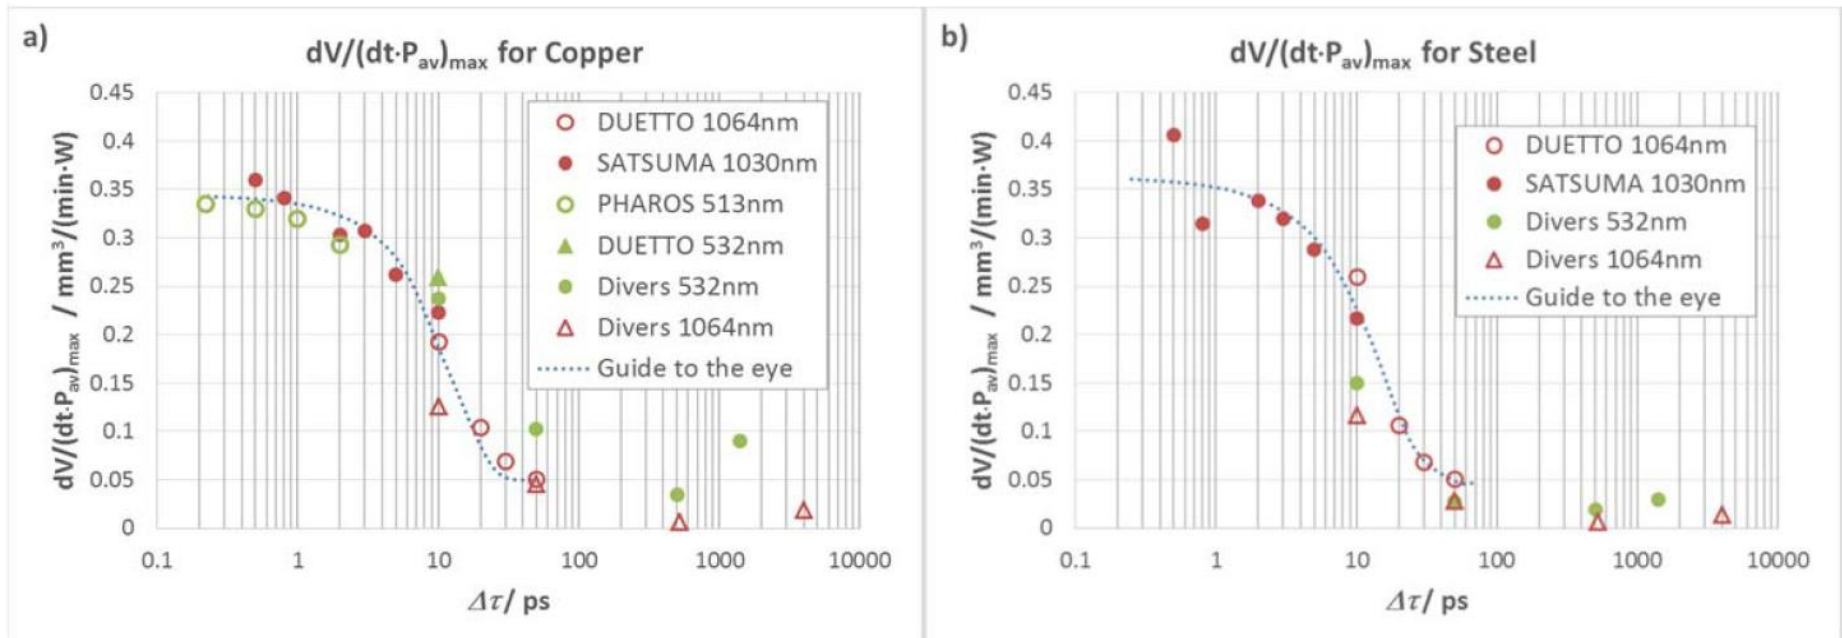 a)
dV/(dt·Pav)max for Copper
dV/(dt·Pav)max / mm³/(min·W)
0.45
0.4
0.35
0.3
0.25
0.2
0.15
0.1
0.05
0
0.1 1 10 100 1000 10000
Δτ/ ps
DUETTO 1064nm
SATSUMA 1030nm
PHAROS 513nm
DUETTO 532nm
Divers 532nm
Divers 1064nm
Guide to the eye
b)
dV/(dt·Pav)max for Steel
dV/(dt·Pav)max / mm³/(min·W)
0.45
0.4
0.35
0.3
0.25
0.2
0.15
0.1
0.05
0
0.1 1 10 100 1000 10000
Δτ/ ps
DUETTO 1064nm
SATSUMA 1030nm
Divers 532nm
Divers 1064nm
Guide to the eye